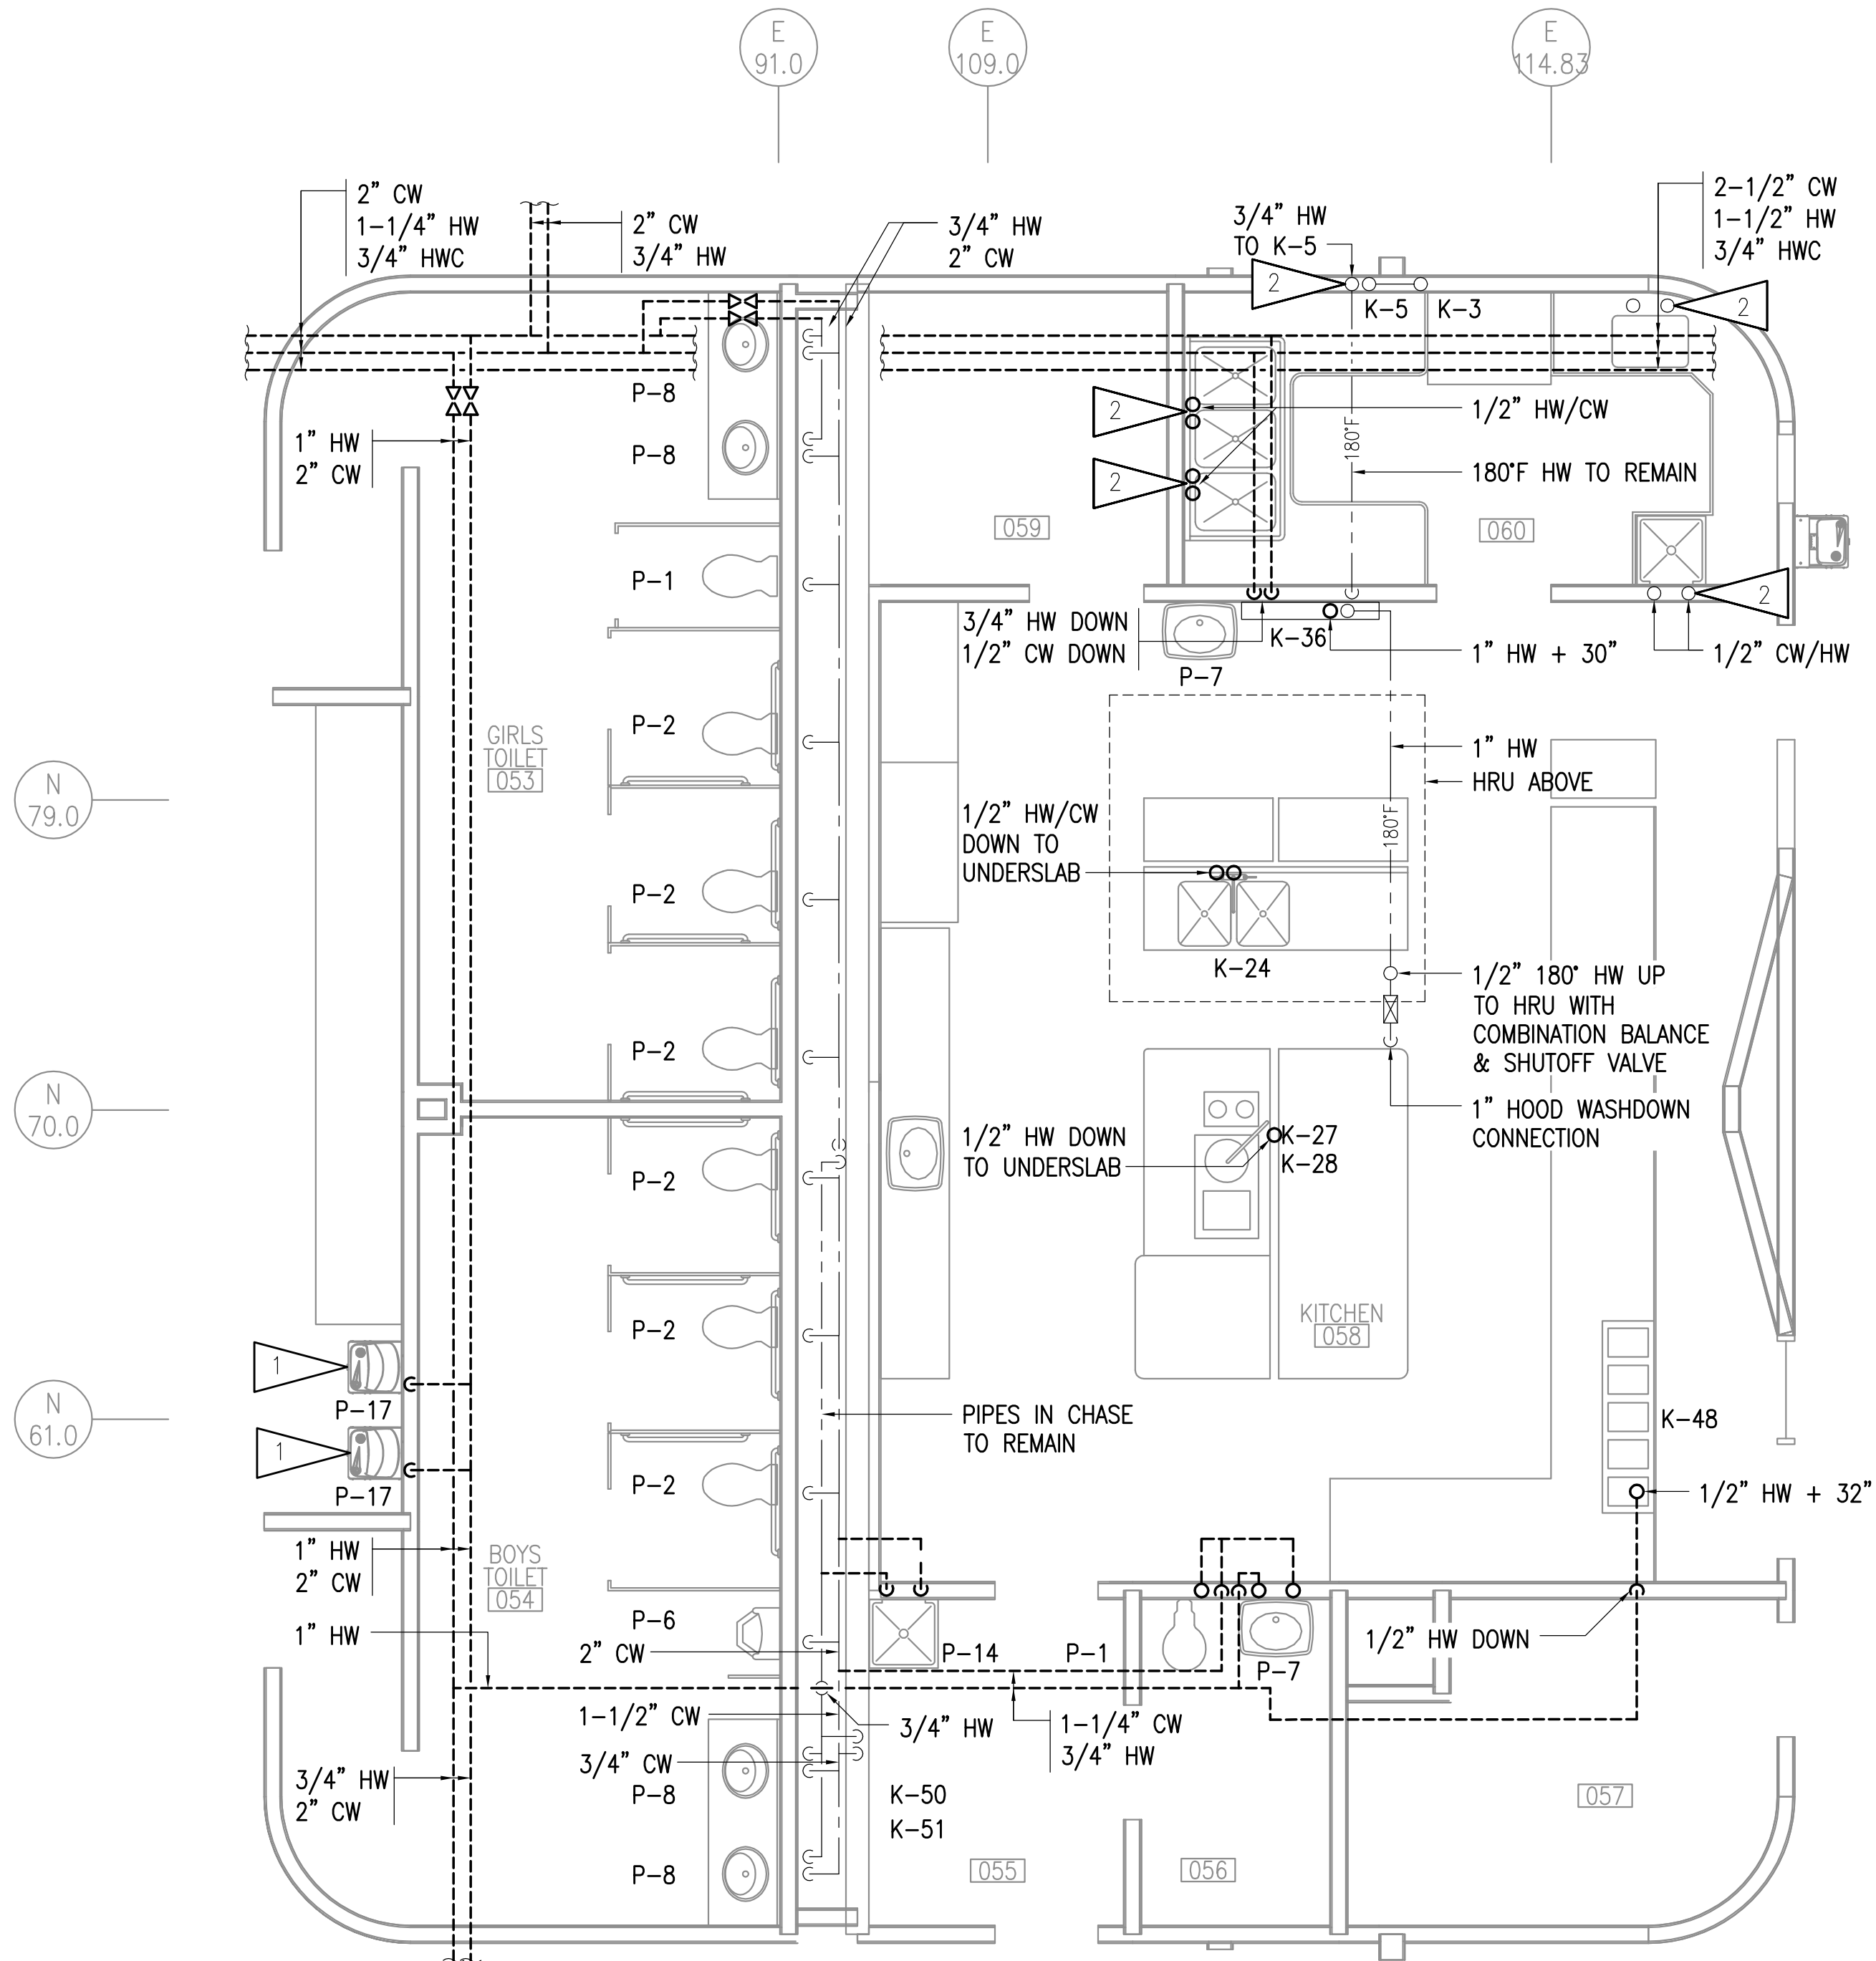 E
91.0
E
109.0
E
114.83
2" CW
1-1/4" HW
3/4" HWC
2" CW
3/4" HW
3/4" HW
2" CW
3/4" HW
TO K-5
2-1/2" CW
1-1/2" HW
3/4" HWC
2
K-5
K-3
2
P-8
2
1/2" HW/CW
1" HW
2" CW
P-8
180°F
2
180°F HW TO REMAIN
059
060
P-1
2
3/4" HW DOWN
1/2" CW DOWN
K-36
1" HW + 30"
1/2" CW/HW
P-7
P-2
GIRLS
TOILET
053
1" HW
HRU ABOVE
N
79.0
1/2" HW/CW
DOWN TO
UNDERSLAB
180°F
P-2
K-24
1/2" 180° HW UP
TO HRU WITH
COMBINATION BALANCE
& SHUTOFF VALVE
P-2
N
70.0
1" HOOD WASHDOWN
CONNECTION
1/2" HW DOWN
TO UNDERSLAB
K-27
K-28
P-2
KITCHEN
058
P-2
1
P-17
N
61.0
PIPES IN CHASE
TO REMAIN
K-48
1
P-17
P-2
1/2" HW + 32"
1" HW
2" CW
BOYS
TOILET
054
P-6
1" HW
2" CW
P-14
P-1
P-7
1/2" HW DOWN
1-1/2" CW
3/4" HW
1-1/4" CW
3/4" HW
3/4" CW
3/4" HW
2" CW
P-8
K-50
K-51
057
P-8
055
056